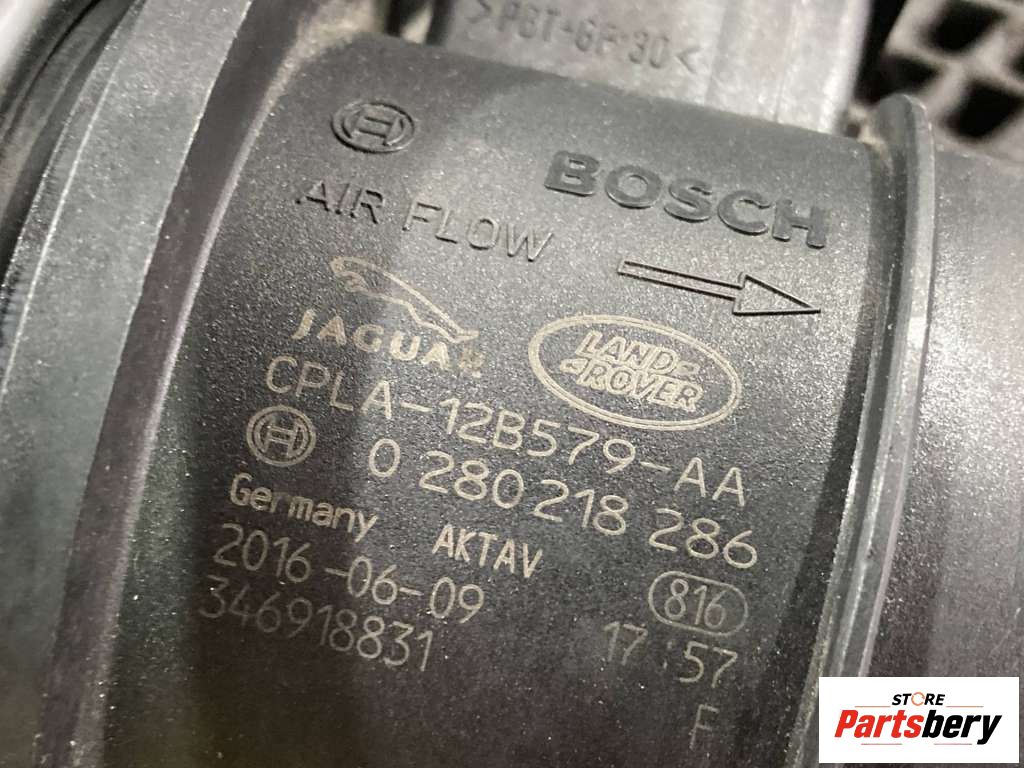 >PBT-GF30<
BOSCH
AIR FLOW
JAGUAR
LAND
ROVER
CPLA-12B579-AA
0 280 218 286
Germany AKTAV
816
2016-06-09
17:57
346918831
F
STORE
Partsbery